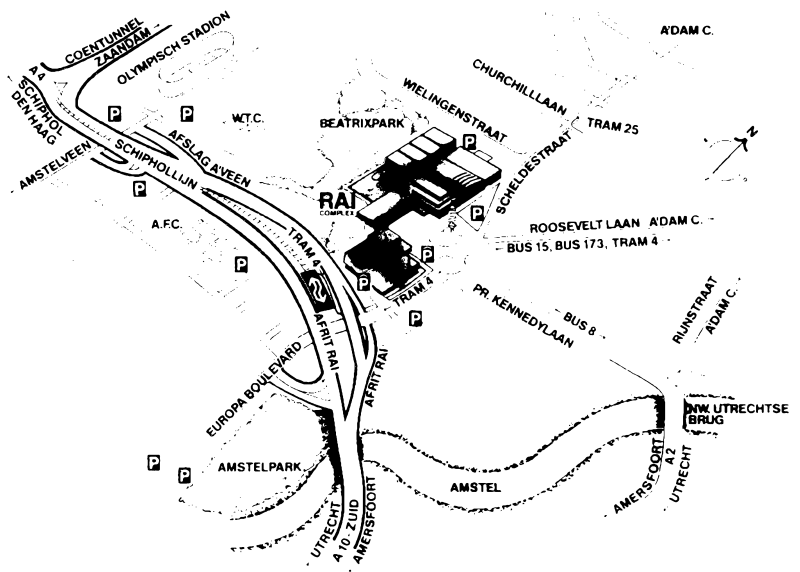 COENTUNNEL
ZAANDAM
A4
OLYMPISCH STADION
SCHIPHOL
DEN HAAG
A'DAM C.
CHURCHILLLAAN
WIELINGENSTRAAT
TRAM 25
P
P
W.T.C.
BEATRIXPARK
P
N
AFSLAG A'VEEN
SCHIPHOLLIJN
AMSTELVEEN
P
SCHELDESTRAAT
RAI
COMPLEX
P
A.F.C.
ROOSEVELT LAAN A'DAM C.
BUS 15, BUS 173, TRAM 4
TRAM 4
P
P
P
TRAM 4
P
PR. KENNEDYLAAN
BUS 8
RIJNSTRAAT
A'DAM C.
AFRIT RAI
AFRIT RAI
EUROPA BOULEVARD
NW. UTRECHTSE
BRUG
P
P
AMSTELPARK
AMSTEL
AMERSFOORT
A2
UTRECHT
UTRECHT
A 10-ZUID
AMERSFOORT